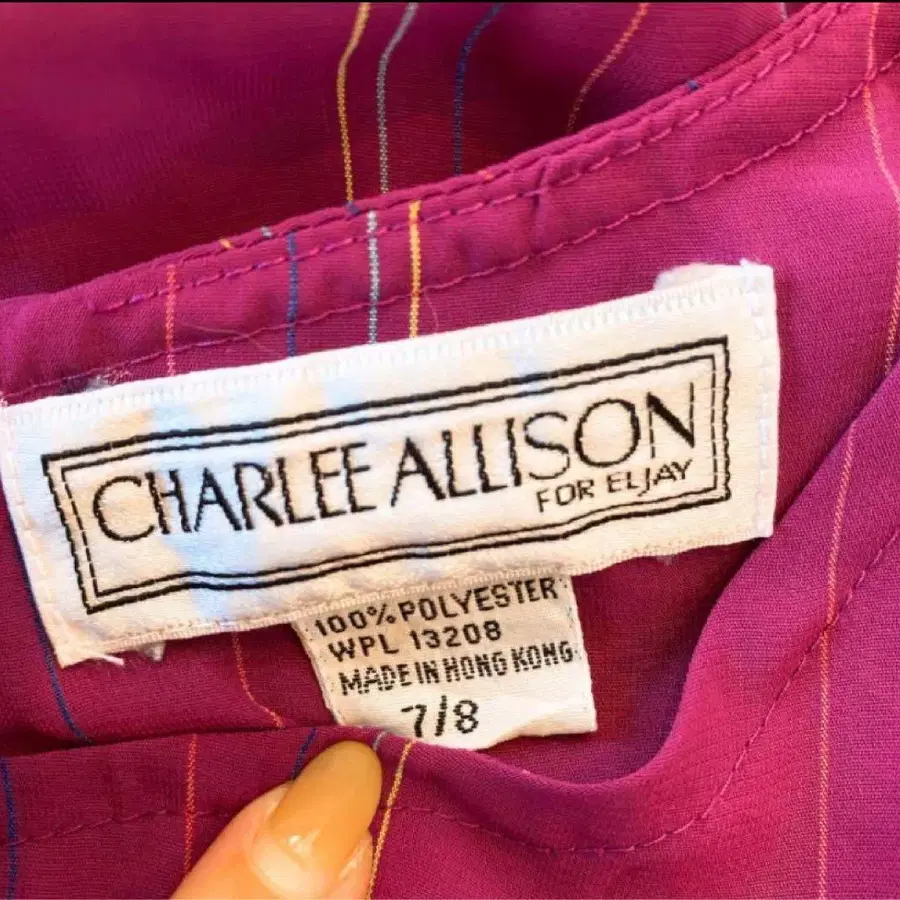 CHARLEE ALLISON
FOR ELJAY
100% POLYESTER
WPL 13208
MADE IN HONG KONG
7/8